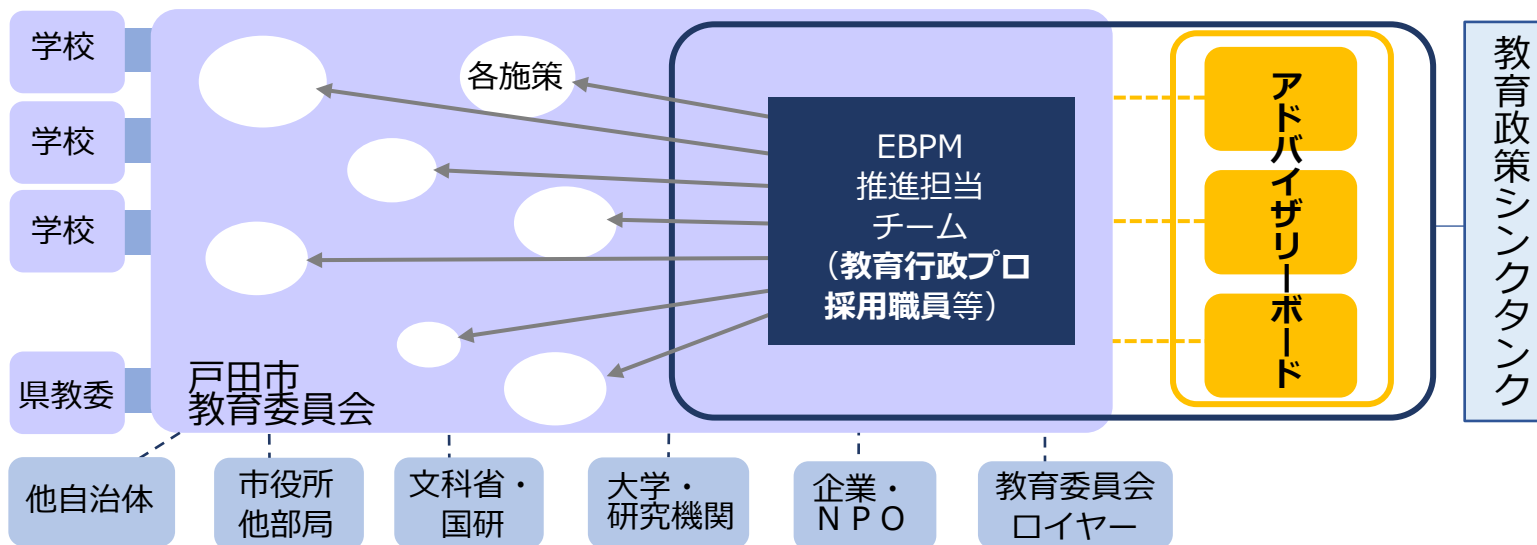 学校
学校
学校
県教委
各施策
戸田市
教育委員会
EBPM
推進担当
チーム
（教育行政プロ
採用職員等）
アドバイザリーボード
教育政策シンクタンク
他自治体
市役所
他部局
文科省・
国研
大学・
研究機関
企業・
ＮＰＯ
教育委員会
ロイヤー